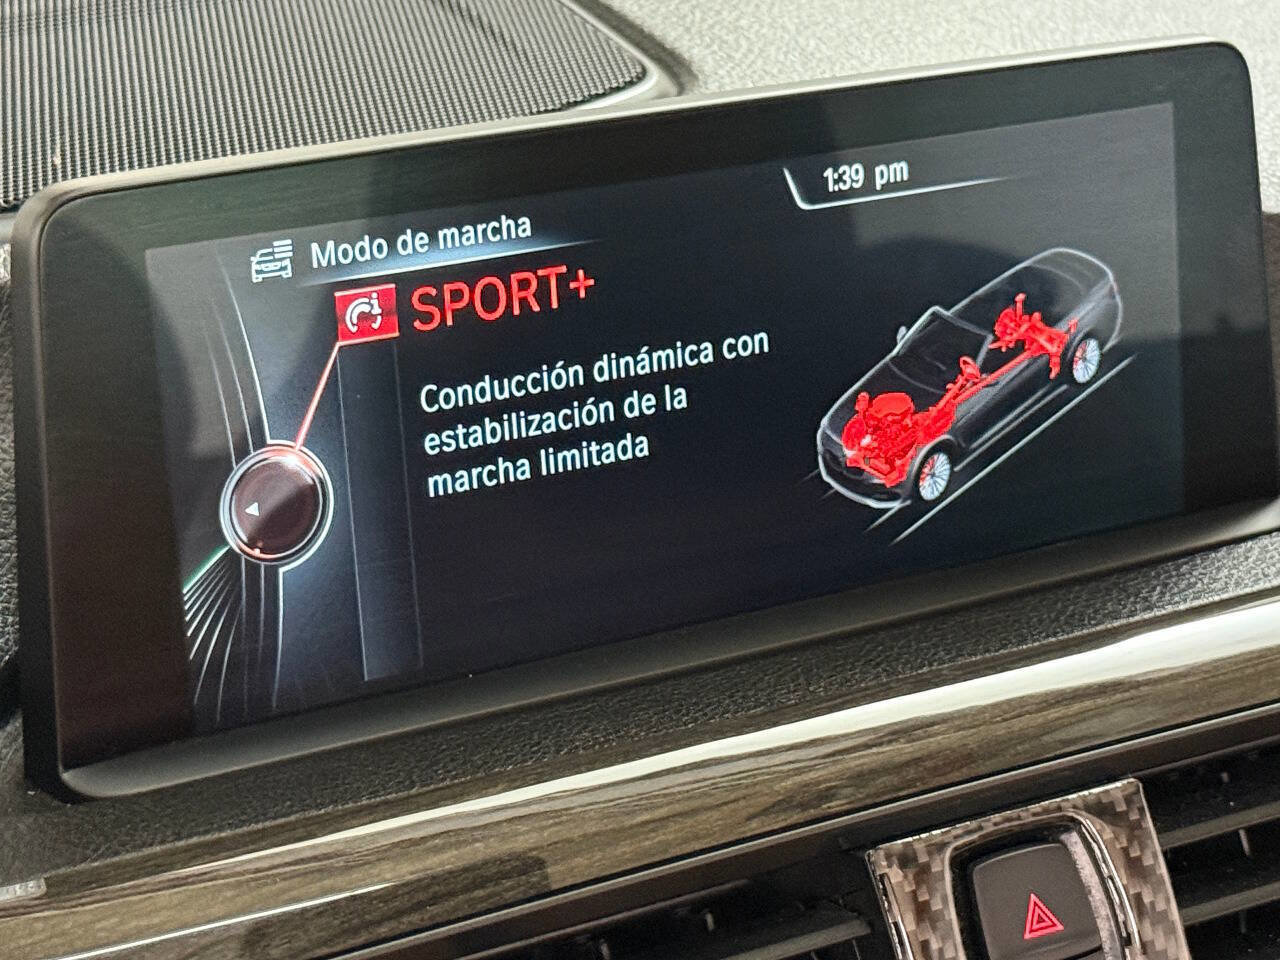 1:39 pm
Modo de marcha
SPORT+
Conducción dinámica con
estabilización de la
marcha limitada